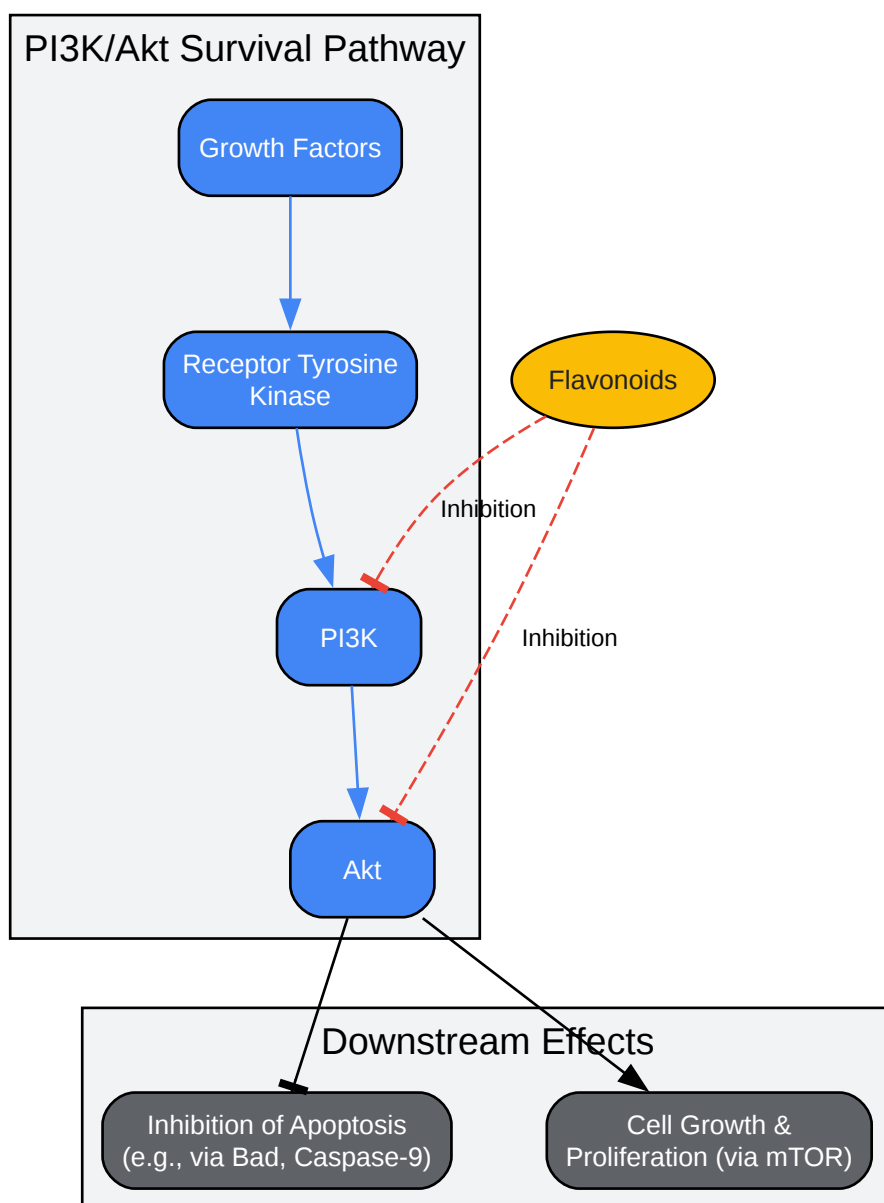 PI3K/Akt Survival Pathway
Growth Factors
Receptor Tyrosine
Kinase
Flavonoids
Inhibition
PI3K
Inhibition
Akt
Downstream Effects
Inhibition of Apoptosis
(e.g., via Bad, Caspase-9)
Cell Growth &
Proliferation (via mTOR)